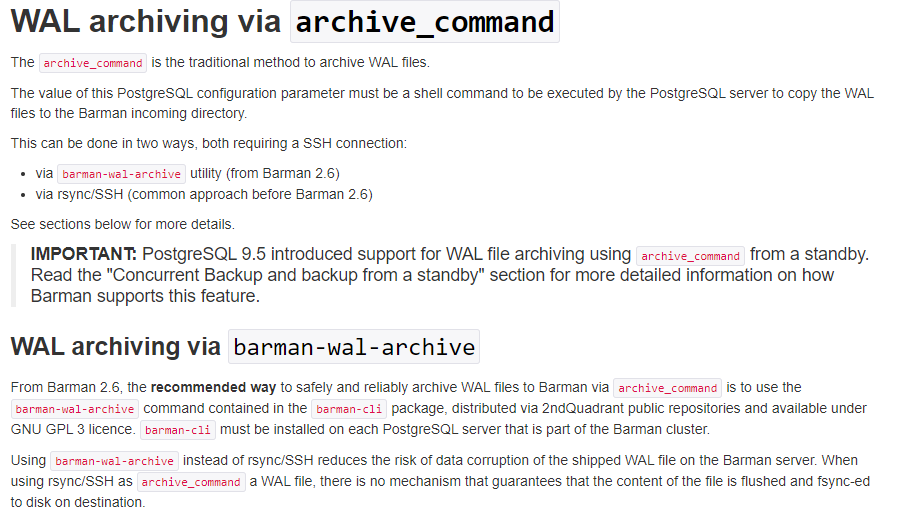 WAL archiving via archive_command
The archive_command is the traditional method to archive WAL files.
The value of this PostgreSQL configuration parameter must be a shell command to be executed by the PostgreSQL server to copy the WAL
files to the Barman incoming directory.
This can be done in two ways, both requiring a SSH connection:
• via barman-wal-archive utility (from Barman 2.6)
• via rsync/SSH (common approach before Barman 2.6)
See sections below for more details.
IMPORTANT: PostgreSQL 9.5 introduced support for WAL file archiving using archive_command from a standby.
Read the "Concurrent Backup and backup from a standby" section for more detailed information on how
Barman supports this feature.
WAL archiving via barman-wal-archive
From Barman 2.6, the recommended way to safely and reliably archive WAL files to Barman via archive_command is to use the
barman-wal-archive command contained in the barman-cli package, distributed via 2ndQuadrant public repositories and available under
GNU GPL 3 licence. barman-cli must be installed on each PostgreSQL server that is part of the Barman cluster.
Using barman-wal-archive instead of rsync/SSH reduces the risk of data corruption of the shipped WAL file on the Barman server. When
using rsync/SSH as archive_command a WAL file, there is no mechanism that guarantees that the content of the file is flushed and fsync-ed
to disk on destination.